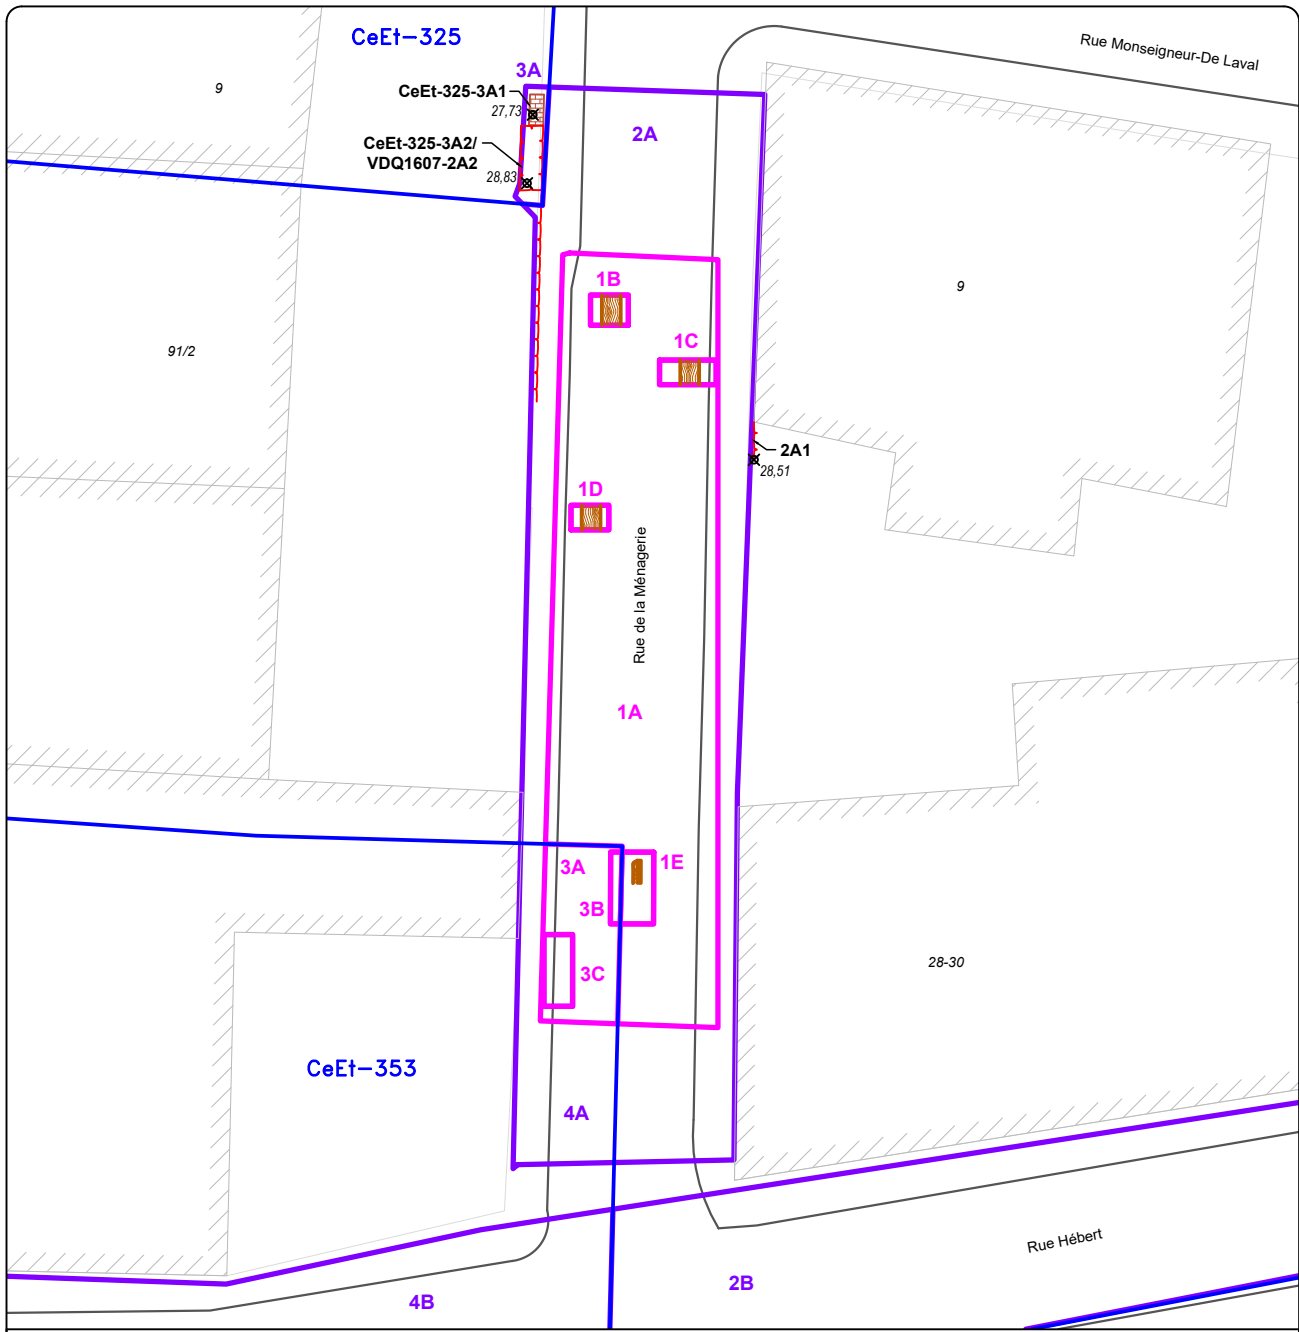 CeEt-325
Rue Monseigneur-De Laval
3A
9
CeEt-325-3A1
27,73
2A
CeEt-325-3A2/
VDQ1607-2A2
28,83
1B
9
1C
91/2
2A1
28,51
1D
Rue de la Ménagerie
1A
3A
1E
3B
3C
28-30
CeEt-353
4A
Rue Hébert
2B
4B